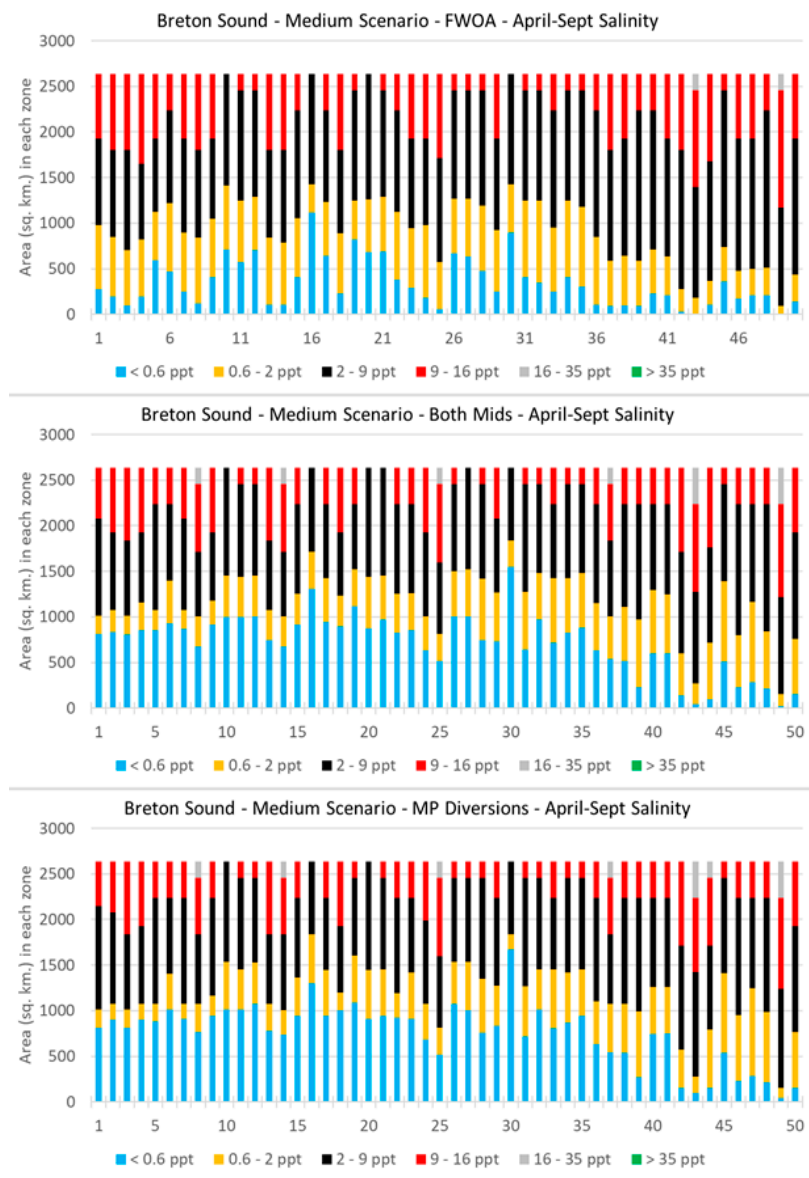 Breton Sound - Medium Scenario - FWOA - April-Sept Salinity
3000
2500
2000
1500
1000
500
0
Area (sq. km.) in each zone
1 6 11 16 21 26 31 36 41 46
< 0.6 ppt 0.6 - 2 ppt 2 - 9 ppt 9 - 16 ppt 16 - 35 ppt > 35 ppt
Breton Sound - Medium Scenario - Both Mids - April-Sept Salinity
3000
2500
2000
1500
1000
500
0
Area (sq. km.) in each zone
1 5 10 15 20 25 30 35 40 45 50
< 0.6 ppt 0.6 - 2 ppt 2 - 9 ppt 9 - 16 ppt 16 - 35 ppt > 35 ppt
Breton Sound - Medium Scenario - MP Diversions - April-Sept Salinity
3000
2500
2000
1500
1000
500
0
Area (sq. km.) in each zone
1 5 10 15 20 25 30 35 40 45 50
< 0.6 ppt 0.6 - 2 ppt 2 - 9 ppt 9 - 16 ppt 16 - 35 ppt > 35 ppt